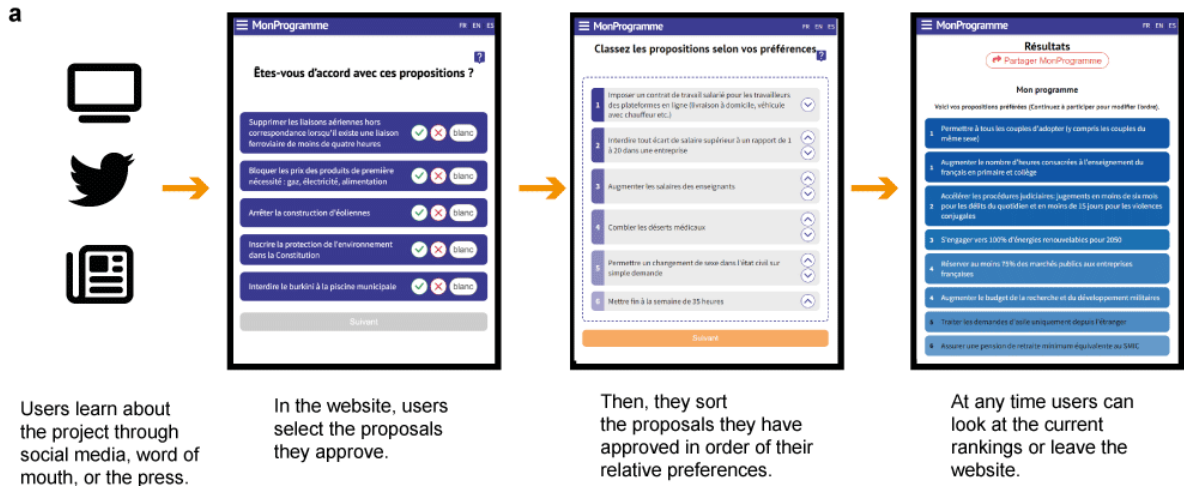 a
MonProgramme
FR EN ES
?
Êtes-vous d'accord avec ces propositions ?
Supprimer les liaisons aériennes hors
correspondance lorsqu'il existe une liaison
ferroviaire de moins de quatre heures
blanc
Bloquer les prix des produits de première
nécessité : gaz, électricité, alimentation
blanc
Arrêter la construction d'éoliennes
blanc
Inscrire la protection de l'environnement
dans la Constitution
blanc
Interdire le burkini à la piscine municipale
blanc
Suivant
MonProgramme
FR EN ES
Classez les propositions selon vos préférences
?
1
Imposer un contrat de travail salarié pour les travailleurs
des plateformes en ligne (livraison à domicile, véhicule
avec chauffeur etc.)
2
Interdire tout écart de salaire supérieur à un rapport de 1
à 20 dans une entreprise
3
Augmenter les salaires des enseignants
4
Combler les déserts médicaux
5
Permettre un changement de sexe dans l'état civil sur
simple demande
6
Mettre fin à la semaine de 35 heures
Suivant
MonProgramme
FR EN ES
Résultats
Partager MonProgramme
Mon programme
Voici vos propositions préférées (Continuez à participer pour modifier l'ordre).
1 Permettre à tous les couples d'adopter (y compris les couples du
même sexe)
1 Augmenter le nombre d'heures consacrées à l'enseignement du
français en primaire et collège
2 Accélérer les procédures judiciaires: jugements en moins de six mois
pour les délits du quotidien et en moins de 15 jours pour les violences
conjugales
3 S'engager vers 100% d'énergies renouvelables pour 2050
4 Réserver au moins 75% des marchés publics aux entreprises
françaises
4 Augmenter le budget de la recherche et du développement militaires
5 Traiter les demandes d'asile uniquement depuis l'étranger
6 Assurer une pension de retraite minimum équivalente au SMIC
Users learn about
the project through
social media, word of
mouth, or the press.
In the website, users
select the proposals
they approve.
Then, they sort
the proposals they have
approved in order of their
relative preferences.
At any time users can
look at the current
rankings or leave the
website.